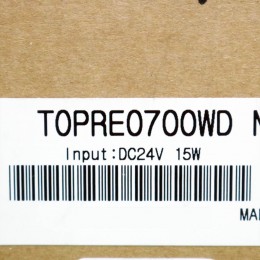 TOPRE0700WD N
Input:DC24V 15W
MA